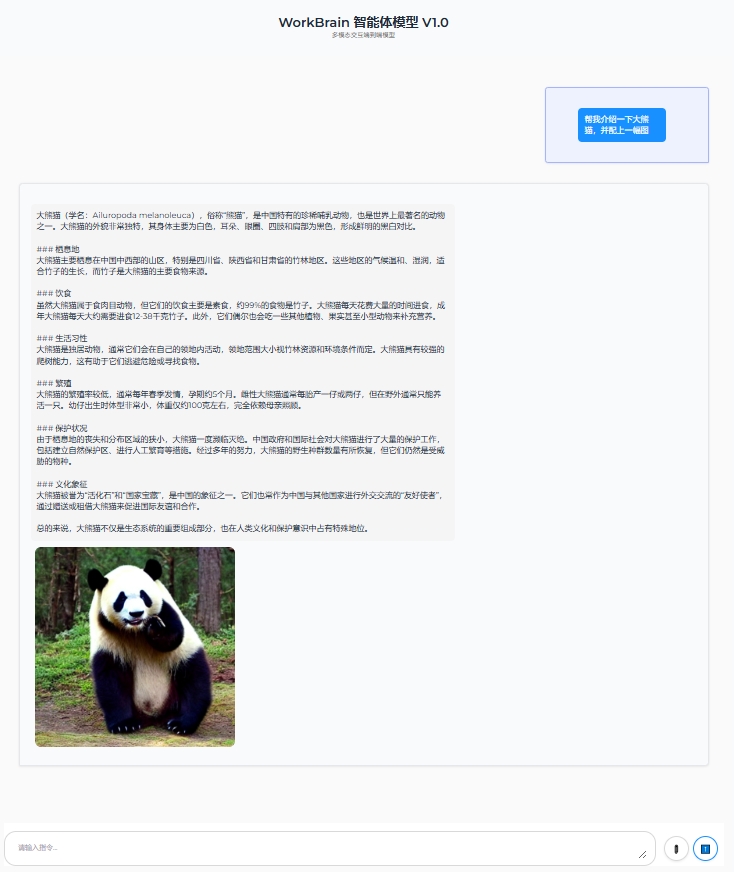 WorkBrain 智能体模型 V1.0
多模态交互端到端模型
帮我介绍一下大熊
猫，并配上一幅图
大熊猫（学名：Ailuropoda melanoleuca），俗称“熊猫”，是中国特有的珍稀哺乳动物，也是世界上最著名的动物
之一。大熊猫的外貌非常独特，其身体主要为白色，耳朵、眼圈、四肢和肩部为黑色，形成鲜明的黑白对比。
### 栖息地
大熊猫主要栖息在中国中西部的山区，特别是四川省、陕西省和甘肃省的竹林地区。这些地区的气候温和、湿润，适
合竹子的生长，而竹子是大熊猫的主要食物来源。
### 饮食
虽然大熊猫属于食肉目动物，但它们的饮食主要是素食，约99%的食物是竹子。大熊猫每天花费大量的时间进食，成
年大熊猫每天大约需要进食12-38千克竹子。此外，它们偶尔也会吃一些其他植物、果实甚至小型动物来补充营养。
### 生活习性
大熊猫是独居动物，通常它们会在自己的领地内活动，领地范围大小视竹林资源和环境条件而定。大熊猫具有较强的
爬树能力，这有助于它们逃避危险或寻找食物。
### 繁殖
大熊猫的繁殖率较低，通常每年春季发情，孕期约5个月。雌性大熊猫通常每胎产一仔或两仔，但在野外通常只能养
活一只。幼仔出生时体型非常小，体重仅约100克左右，完全依赖母亲照顾。
### 保护状况
由于栖息地的丧失和分布区域的狭小，大熊猫一度濒临灭绝。中国政府和国际社会对大熊猫进行了大量的保护工作，
包括建立自然保护区、进行人工繁育等措施。经过多年的努力，大熊猫的野生种群数量有所恢复，但它们仍然是受威
胁的物种。
### 文化象征
大熊猫被誉为“活化石”和“国家宝藏”，是中国的象征之一。它们也常作为中国与其他国家进行外交交流的“友好使者”，
通过赠送或租借大熊猫来促进国际友谊和合作。
总的来说，大熊猫不仅是生态系统的重要组成部分，也在人类文化和保护意识中占有特殊地位。
请输入指令...